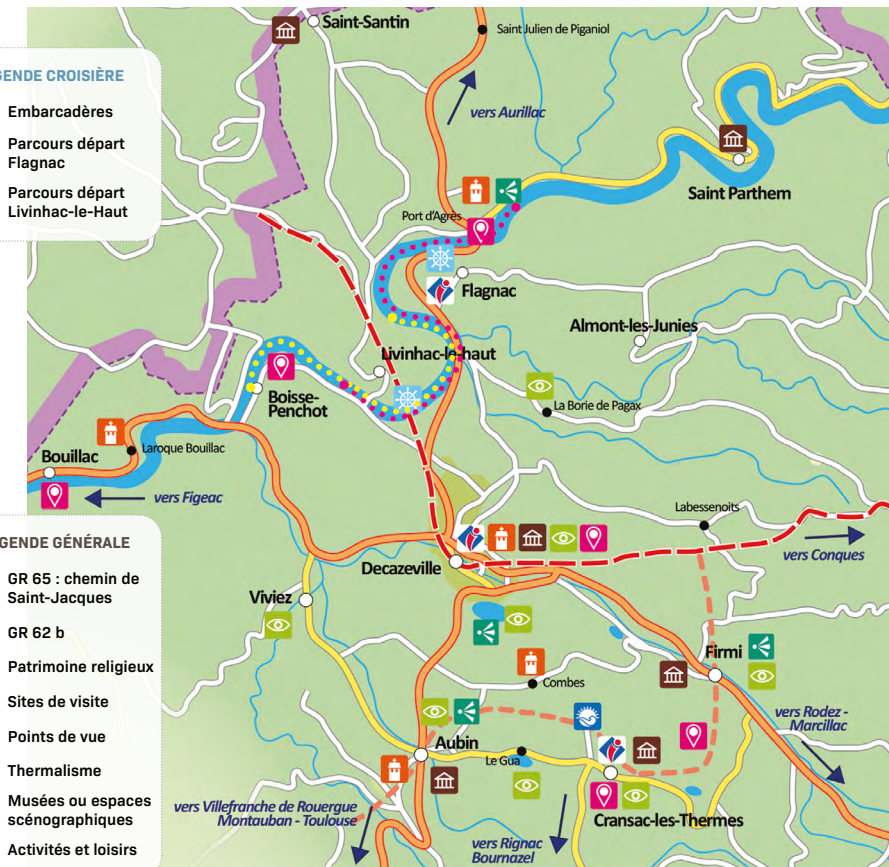 Saint-Santin
Saint Julien de Piganiol
GENDE CROISIÈRE
Embarcadères
Parcours départ
Flagnac
Parcours départ
Livinhac-le-Haut
vers Aurillac
Saint Parthem
Port d'Agrès
Flagnac
Almont-les-Junies
Livinhac-le-haut
Boisse-
Penchot
La Borie de Pagax
Laroque Bouillac
Bouillac
vers Figeac
Labessenoits
vers Conques
Decazeville
GENDE GÉNÉRALE
GR 65 : chemin de
Saint-Jacques
GR 62 b
Patrimoine religieux
Sites de visite
Points de vue
Thermalisme
Musées ou espaces
scénographiques
Activités et loisirs
Viviez
Firmi
Combes
vers Rodez -
Marcillac
Aubin
Le Gua
Cransac-les-Thermes
vers Villefranche de Rouergue
Montauban - Toulouse
vers Rignac
Bournazel